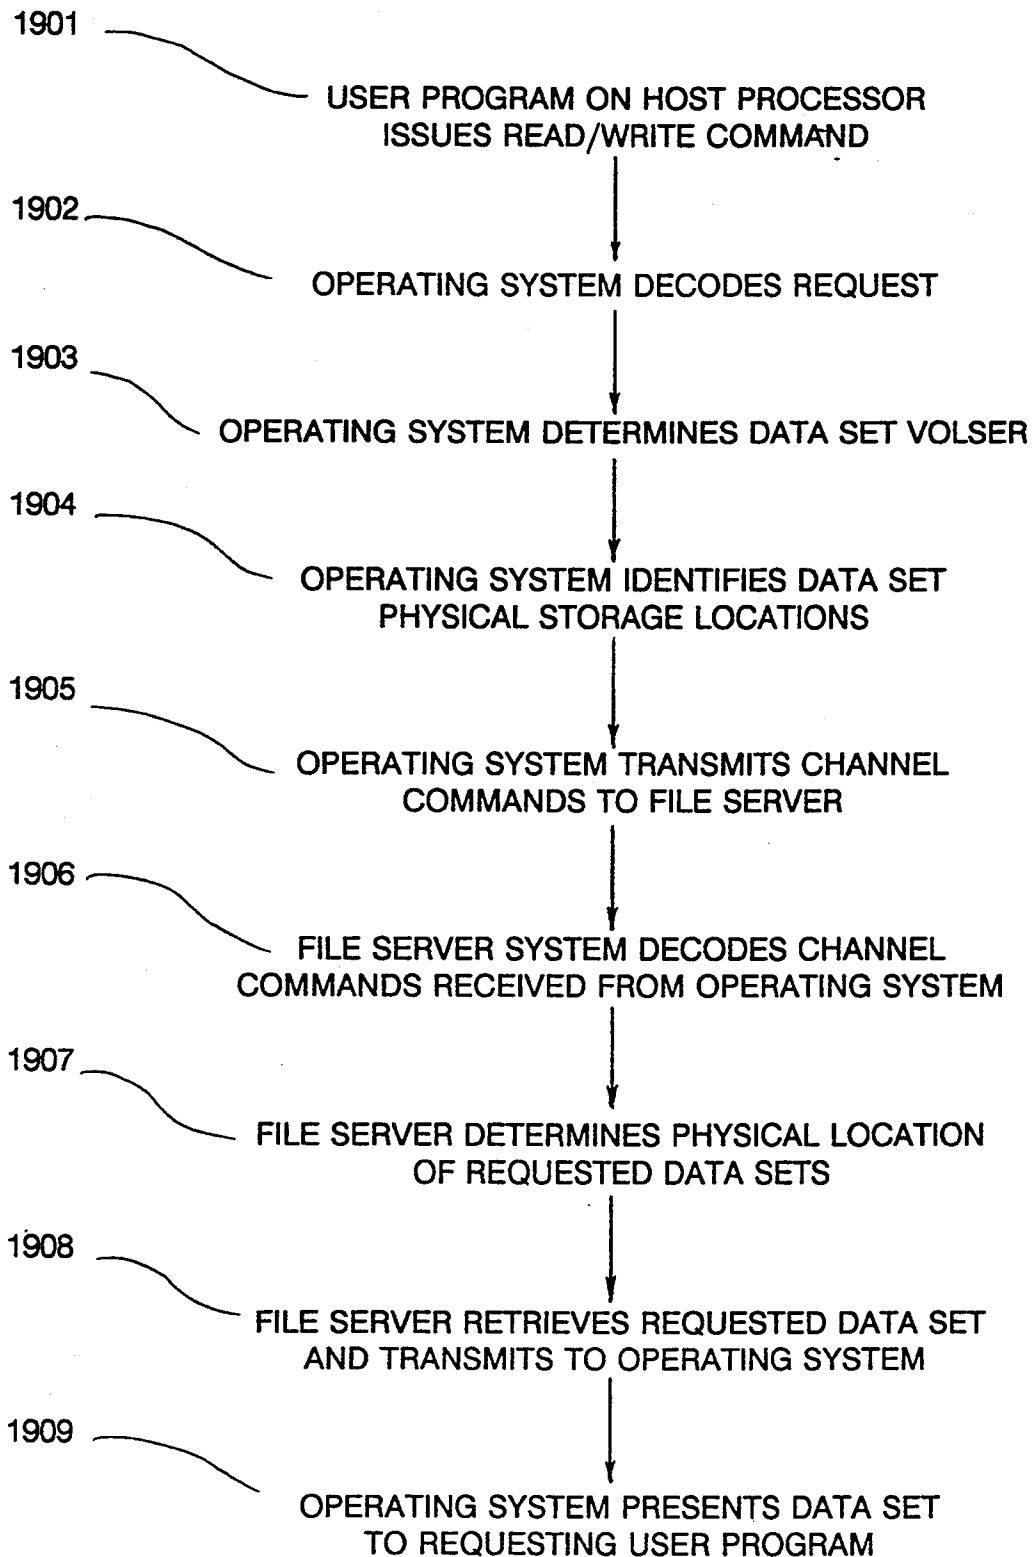 1901
USER PROGRAM ON HOST PROCESSOR
ISSUES READ/WRITE COMMAND
1902
OPERATING SYSTEM DECODES REQUEST
1903
OPERATING SYSTEM DETERMINES DATA SET VOLSER
1904
OPERATING SYSTEM IDENTIFIES DATA SET
PHYSICAL STORAGE LOCATIONS
1905
OPERATING SYSTEM TRANSMITS CHANNEL
COMMANDS TO FILE SERVER
1906
FILE SERVER SYSTEM DECODES CHANNEL
COMMANDS RECEIVED FROM OPERATING SYSTEM
1907
FILE SERVER DETERMINES PHYSICAL LOCATION
OF REQUESTED DATA SETS
1908
FILE SERVER RETRIEVES REQUESTED DATA SET
AND TRANSMITS TO OPERATING SYSTEM
1909
OPERATING SYSTEM PRESENTS DATA SET
TO REQUESTING USER PROGRAM